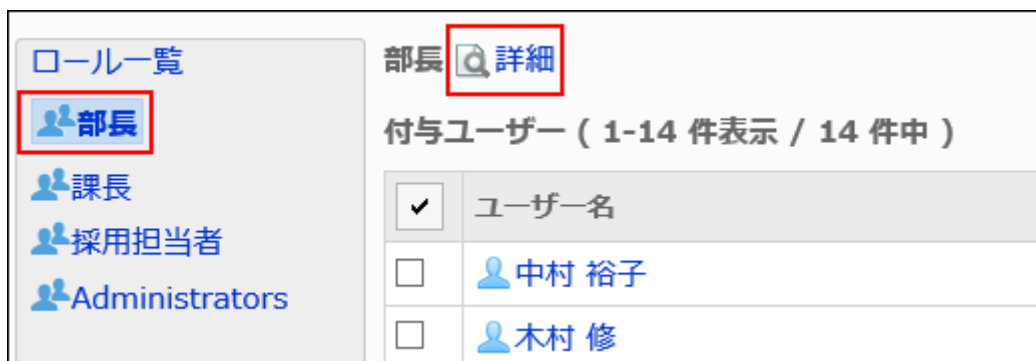 ロール一覧
部長
課長
採用担当者
Administrators
部長 詳細
付与ユーザー ( 1-14 件表示 / 14 件中 )
ユーザー名
中村 裕子
木村 修